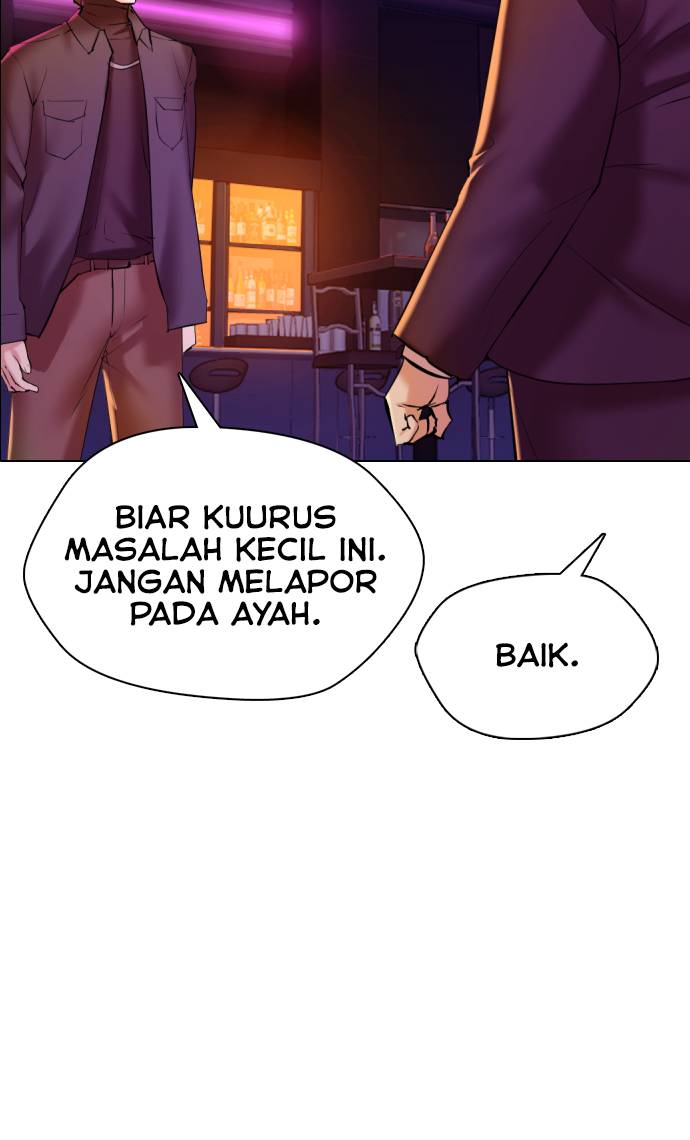 BIAR KUURUS
MASALAH KECIL INI.
JANGAN MELAPOR
PADA AYAH.
BAIK.